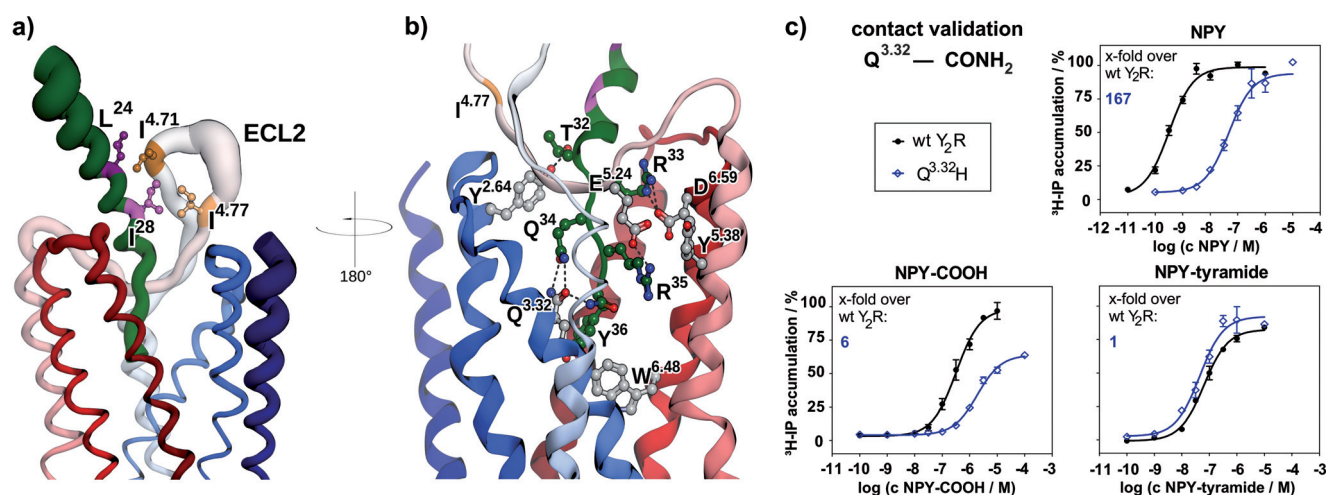 a)
L24
I4.71
ECL2
I4.77
I28
180°
b)
I4.77
T32
R33
E5.24
D6.59
Y2.64
Q34
Y5.38
R35
Q3.32
Y36
W6.48
c)
contact validation
Q3.32 — CONH2
wt Y2R
Q3.32H
NPY
x-fold over
wt Y2R:
167
3H-IP accumulation / %
100
75
50
25
0
-11 -10 -9 -8 -7 -6 -5 -4
log (c NPY / M)
NPY-COOH
x-fold over
wt Y2R:
6
3H-IP accumulation / %
100
75
50
25
0
-11 -10 -9 -8 -7 -6 -5 -4 -3
log (c NPY-COOH / M)
NPY-tyramide
x-fold over
wt Y2R:
1
-11 -10 -9 -8 -7 -6 -5 -4 -3
log (c NPY-tyramide / M)